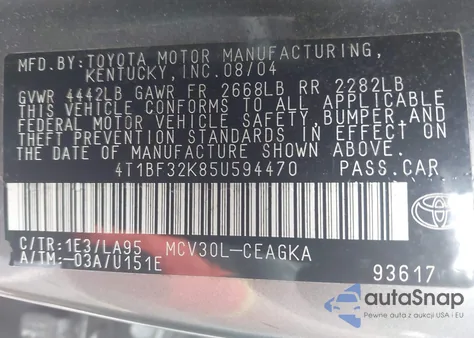 MFD.BY:TOYOTA MOTOR MANUFACTURING,
KENTUCKY,INC.08/04
GVWR 4442LB GAWR FR 2668LB RR 2282LB
THIS VEHICLE CONFORMS TO ALL APPLICABLE
FEDERAL MOTOR VEHICLE SAFETY,BUMPER,AND
THEFT PREVENTION STANDARDS IN EFFECT ON
THE DATE OF MANUFACTURE SHOWN ABOVE.
4T1BF32K85U594470 PASS.CAR
C/TR:1E3/LA95 MCV30L-CEAGKA
A/TM:-03A/U151E
93617
autoSnap
Pewne auta używane z USA i EU